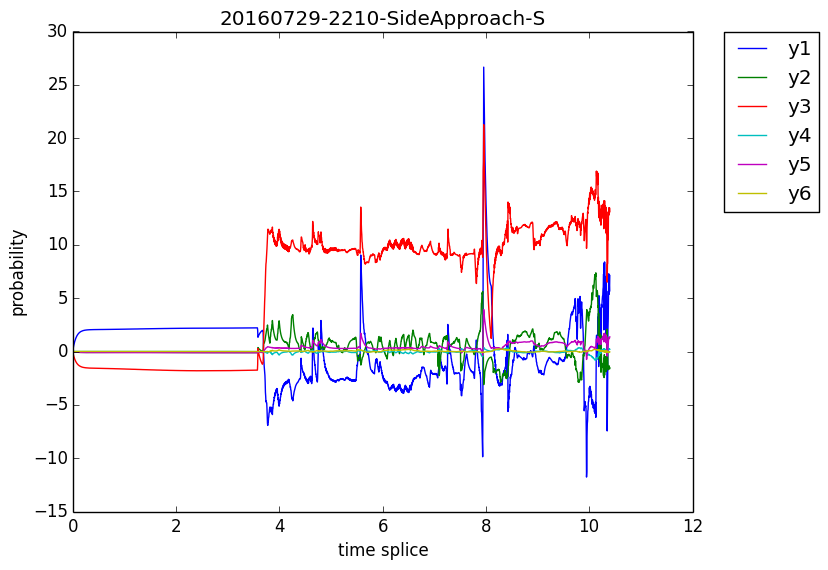 20160729-2210-SideApproach-S
30
25
20
15
10
5
0
−5
−10
−15
probability
0 2 4 6 8 10 12
time splice
y1
y2
y3
y4
y5
y6